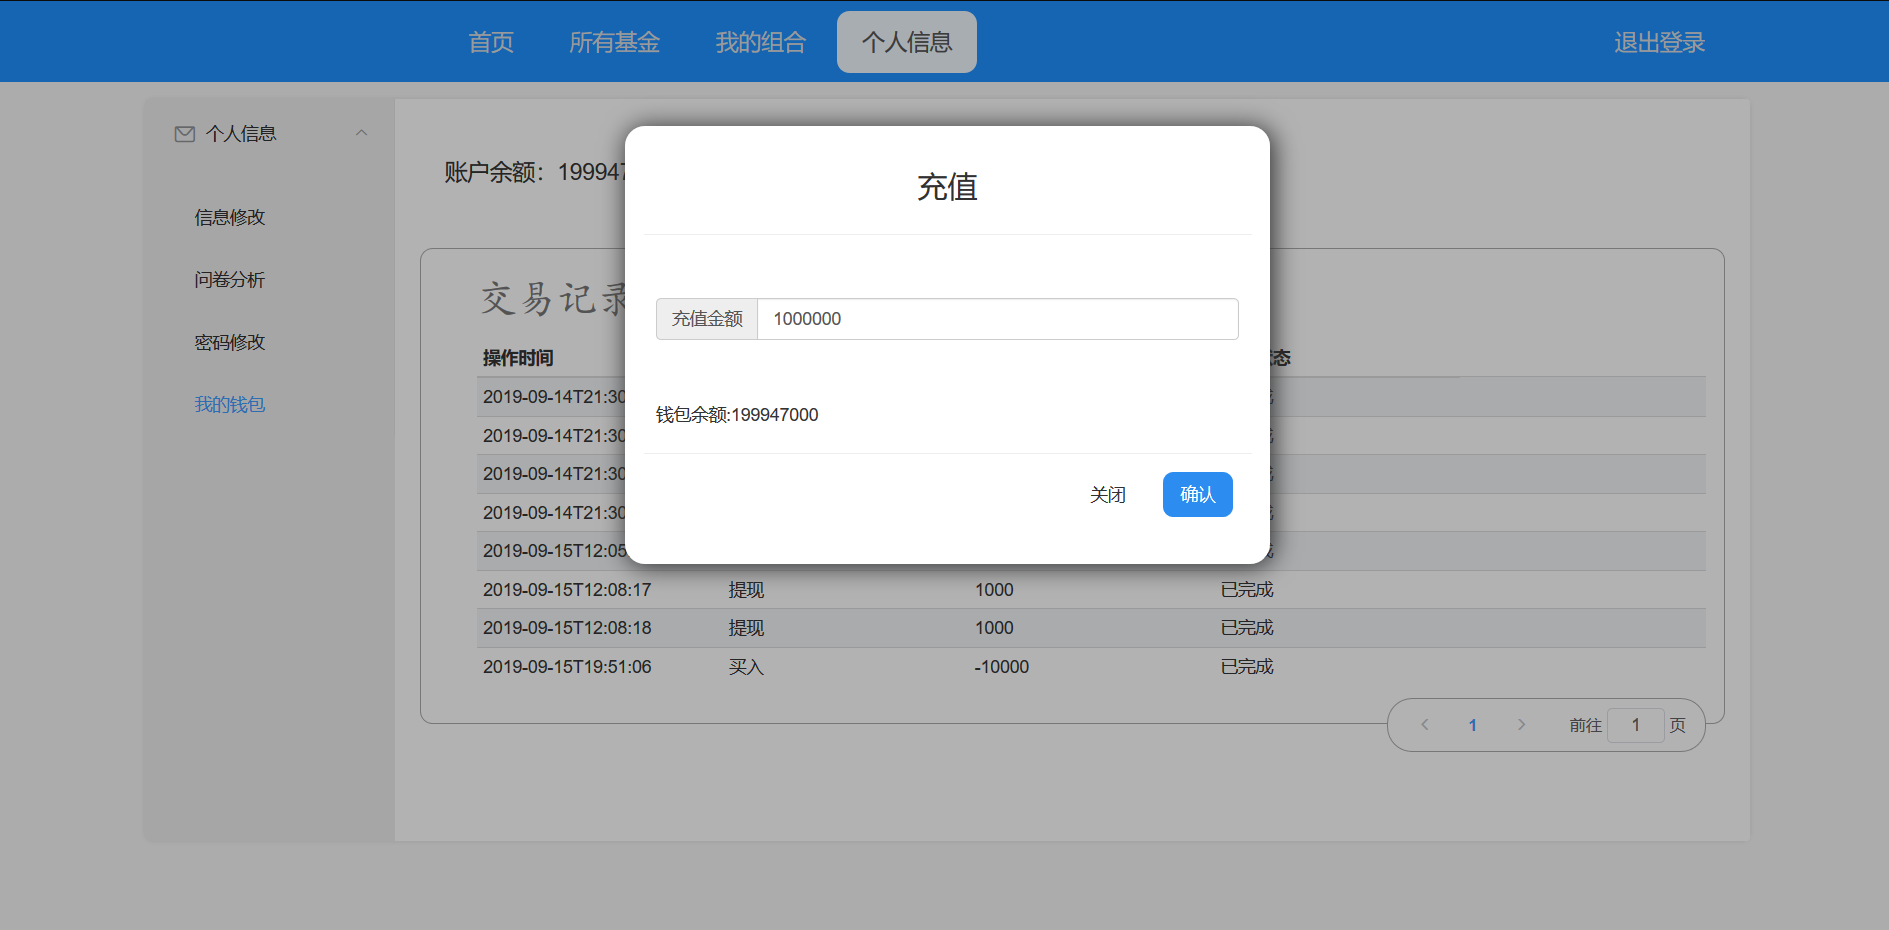 首页 所有基金 我的组合 个人信息 退出登录
个人信息
信息修改
问卷分析
密码修改
我的钱包
账户余额：199947
交易记录
操作时间 态
2019-09-14T21:30
2019-09-14T21:30
2019-09-14T21:30
2019-09-14T21:30
2019-09-15T12:05
2019-09-15T12:08:17 提现 1000 已完成
2019-09-15T12:08:18 提现 1000 已完成
2019-09-15T19:51:06 买入 -10000 已完成
1 前往 1 页
充值
充值金额 1000000
钱包余额:199947000
关闭 确认